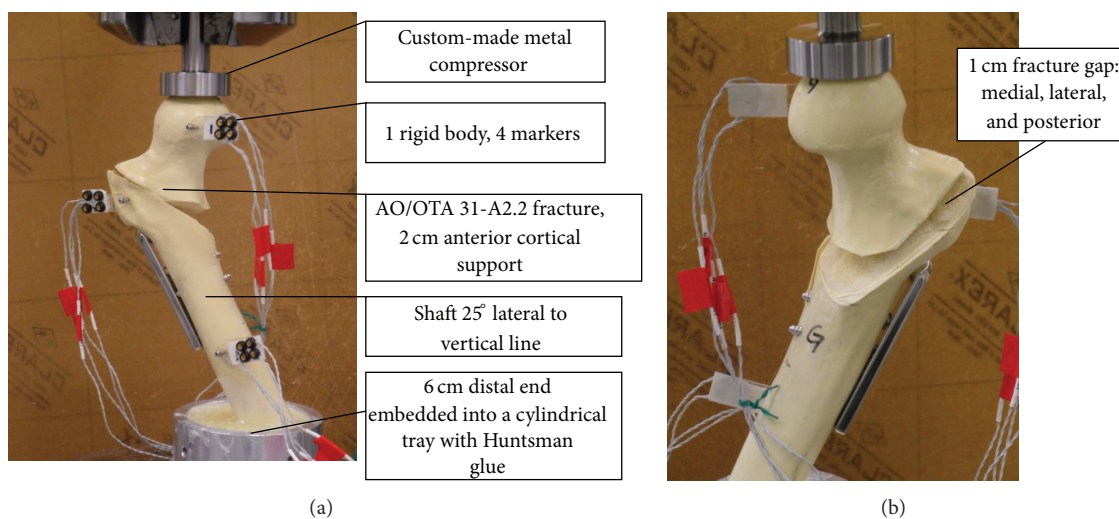 Custom-made metal
compressor
1 rigid body, 4 markers
AO/OTA 31-A2.2 fracture,
2 cm anterior cortical
support
Shaft 25° lateral to
vertical line
6 cm distal end
embedded into a cylindrical
tray with Huntsman
glue
(a)
1 cm fracture gap:
medial, lateral,
and posterior
G
CLAREX
(b)